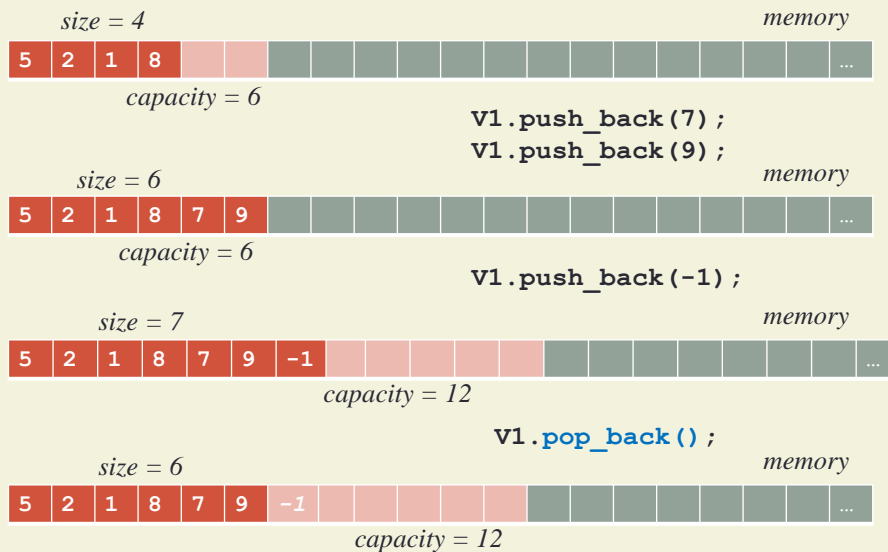 size = 4 memory
5 2 1 8 ...
capacity = 6
V1.push_back(7);
V1.push_back(9);
size = 6 memory
5 2 1 8 7 9 ...
capacity = 6
V1.push_back(-1);
size = 7 memory
5 2 1 8 7 9 -1 ...
capacity = 12
V1.pop_back();
size = 6 memory
5 2 1 8 7 9 -1 ...
capacity = 12